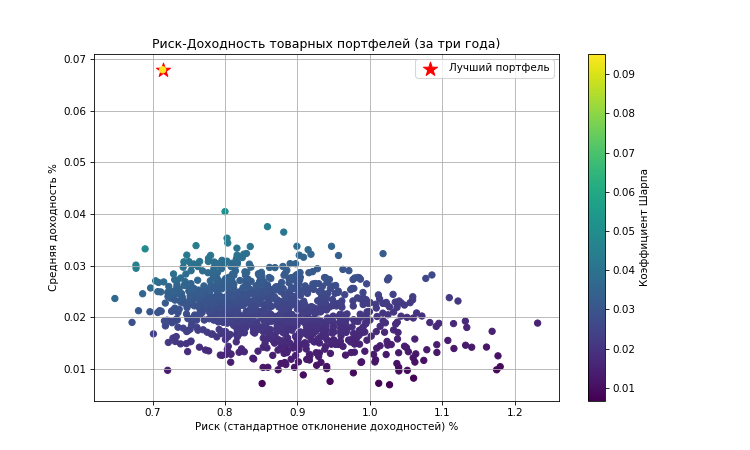 Риск-Доходность товарных портфелей (за три года)
Лучший портфель
Средняя доходность %
0.07
0.06
0.05
0.04
0.03
0.02
0.01
0.7 0.8 0.9 1.0 1.1 1.2
Риск (стандартное отклонение доходностей) %
0.09
0.08
0.07
0.06
0.05
0.04
0.03
0.02
0.01
Коэффициент Шарпа